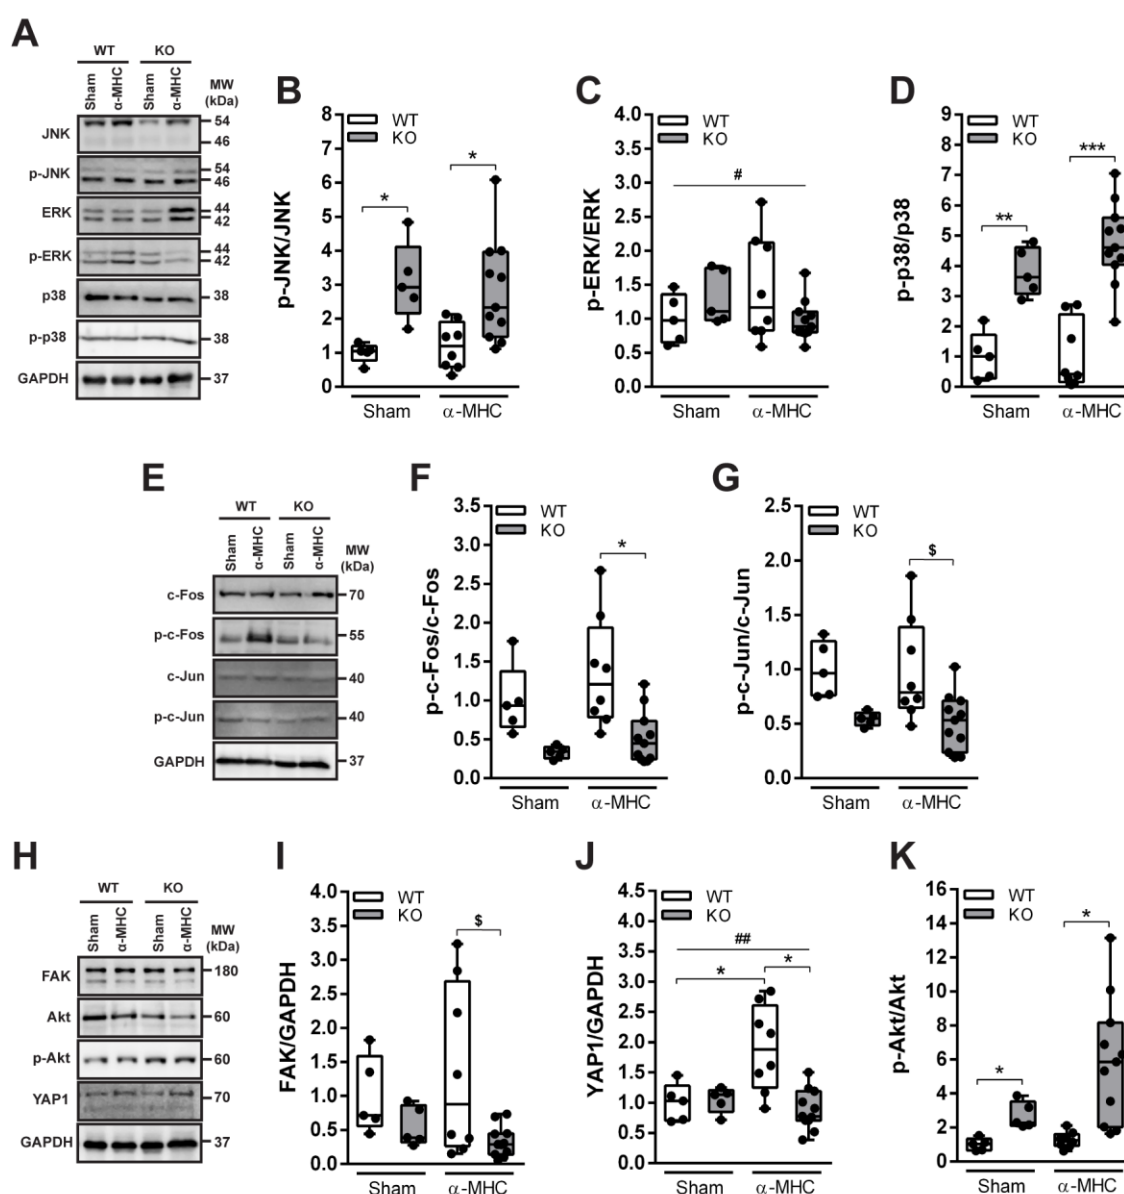 A
WT KO
Sham α-MHC Sham α-MHC
MW
(kDa)
JNK
54
46
p-JNK
54
46
ERK
44
42
p-ERK
44
42
p38
38
p-p38
38
GAPDH
37
B
p-JNK/JNK
8
7
6
5
4
3
2
1
0
WT
KO
*
*
Sham α-MHC
C
p-ERK/ERK
4.0
3.5
3.0
2.5
2.0
1.5
1.0
0.5
0.0
WT
KO
#
Sham α-MHC
D
p-p38/p38
8
7
6
5
4
3
2
1
0
WT
KO
**
***
Sham α-MHC
E
WT KO
Sham α-MHC Sham α-MHC
MW
(kDa)
c-Fos
70
p-c-Fos
55
c-Jun
40
p-c-Jun
40
GAPDH
37
F
p-c-Fos/c-Fos
3.5
3.0
2.5
2.0
1.5
1.0
0.5
0.0
WT
KO
*
Sham α-MHC
G
p-c-Jun/c-Jun
2.5
2.0
1.5
1.0
0.5
0.0
WT
KO
$
Sham α-MHC
H
WT KO
Sham α-MHC Sham α-MHC
MW
(kDa)
FAK
180
Akt
60
p-Akt
60
YAP1
70
GAPDH
37
I
FAK/GAPDH
4.0
3.5
3.0
2.5
2.0
1.5
1.0
0.5
0.0
WT
KO
$
Sham α-MHC
J
YAP1/GAPDH
4.5
4.0
3.5
3.0
2.5
2.0
1.5
1.0
0.5
0.0
WT
KO
##
*
*
Sham α-MHC
K
p-Akt/Akt
16
14
12
10
8
6
4
2
0
WT
KO
*
*
Sham α-MHC